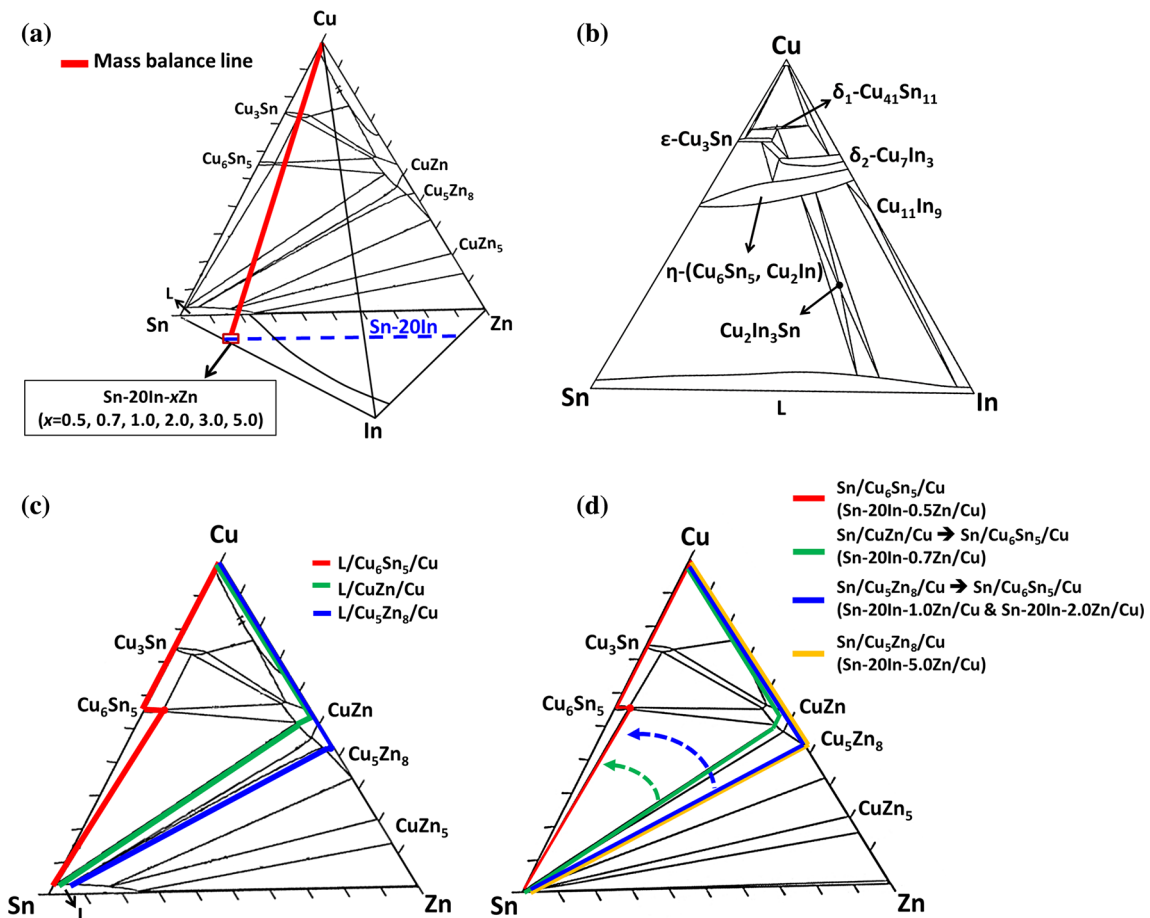 (a)
Cu
Mass balance line
Cu3Sn
Cu6Sn5
CuZn
Cu5Zn8
CuZn5
L
Sn
Zn
Sn-20In
Sn-20In-xZn
(x=0.5, 0.7, 1.0, 2.0, 3.0, 5.0)
In
(b)
Cu
δ1-Cu41Sn11
ε-Cu3Sn
δ2-Cu7In3
Cu11In9
η-(Cu6Sn5, Cu2In)
Cu2In3Sn
Sn
L
In
(c)
Cu
L/Cu6Sn5/Cu
L/CuZn/Cu
L/Cu5Zn8/Cu
Cu3Sn
Cu6Sn5
CuZn
Cu5Zn8
CuZn5
Sn
L
Zn
(d)
Sn/Cu6Sn5/Cu
(Sn-20In-0.5Zn/Cu)
Sn/CuZn/Cu ➔ Sn/Cu6Sn5/Cu
(Sn-20In-0.7Zn/Cu)
Sn/Cu5Zn8/Cu ➔ Sn/Cu6Sn5/Cu
(Sn-20In-1.0Zn/Cu & Sn-20In-2.0Zn/Cu)
Sn/Cu5Zn8/Cu
(Sn-20In-5.0Zn/Cu)
Cu
Cu3Sn
Cu6Sn5
CuZn
Cu5Zn8
CuZn5
Sn
Zn